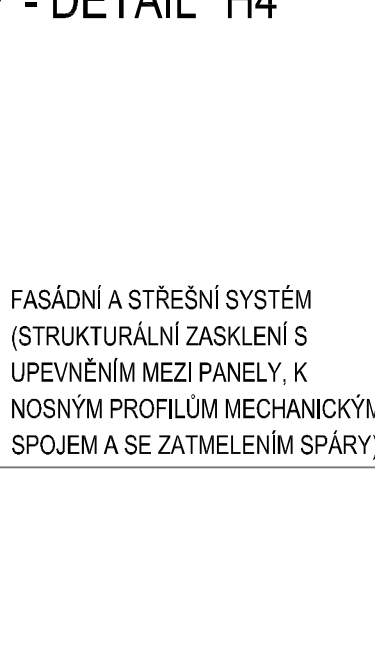 - DETAIL H4
FASÁDNÍ A STŘEŠNÍ SYSTÉM
(STRUKTURÁLNÍ ZASKLENÍ S
UPEVNĚNÍM MEZI PANELY, K
NOSNÝM PROFILŮM MECHANICKÝM
SPOJEM A SE ZATMELENÍM SPÁRY)